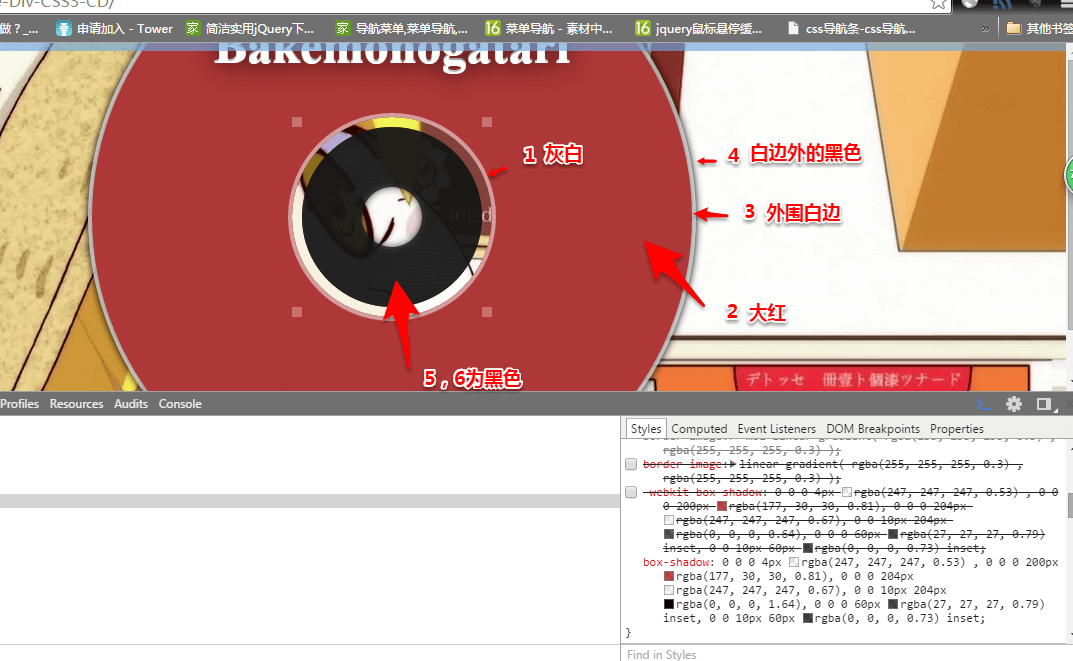 e-Div-CSS3-CD/
做？_...
申请加入 - Tower
简洁实用jQuery下...
导航菜单,菜单导航,...
菜单导航 - 素材中...
jquery鼠标悬停缓...
css导航条-css导航...
»
其他书签
Bakemonogatari
1 灰白
4 白边外的黑色
3 外围白边
misd
2 大红
5，6为黑色
デトッセ 冊壹ト個漆ツナード
Profiles Resources Audits Console
Styles Computed Event Listeners DOM Breakpoints Properties
rgba(255, 255, 255, 0.3) );
border-image: linear-gradient( rgba(255, 255, 255, 0.3) ,
rgba(255, 255, 255, 0.3) );
-webkit-box-shadow: 0 0 0 4px rgba(247, 247, 247, 0.53) , 0 0
0 200px rgba(177, 30, 30, 0.81), 0 0 0 204px
rgba(247, 247, 247, 0.67), 0 0 10px 204px
rgba(0, 0, 0, 0.64), 0 0 0 60px rgba(27, 27, 27, 0.79)
inset, 0 0 10px 60px rgba(0, 0, 0, 0.73) inset;
box-shadow: 0 0 0 4px rgba(247, 247, 247, 0.53) , 0 0 0 200px
rgba(177, 30, 30, 0.81), 0 0 0 204px
rgba(247, 247, 247, 0.67), 0 0 10px 204px
rgba(0, 0, 0, 1.64), 0 0 0 60px rgba(27, 27, 27, 0.79)
inset, 0 0 10px 60px rgba(0, 0, 0, 0.73) inset;
}
Find in Styles